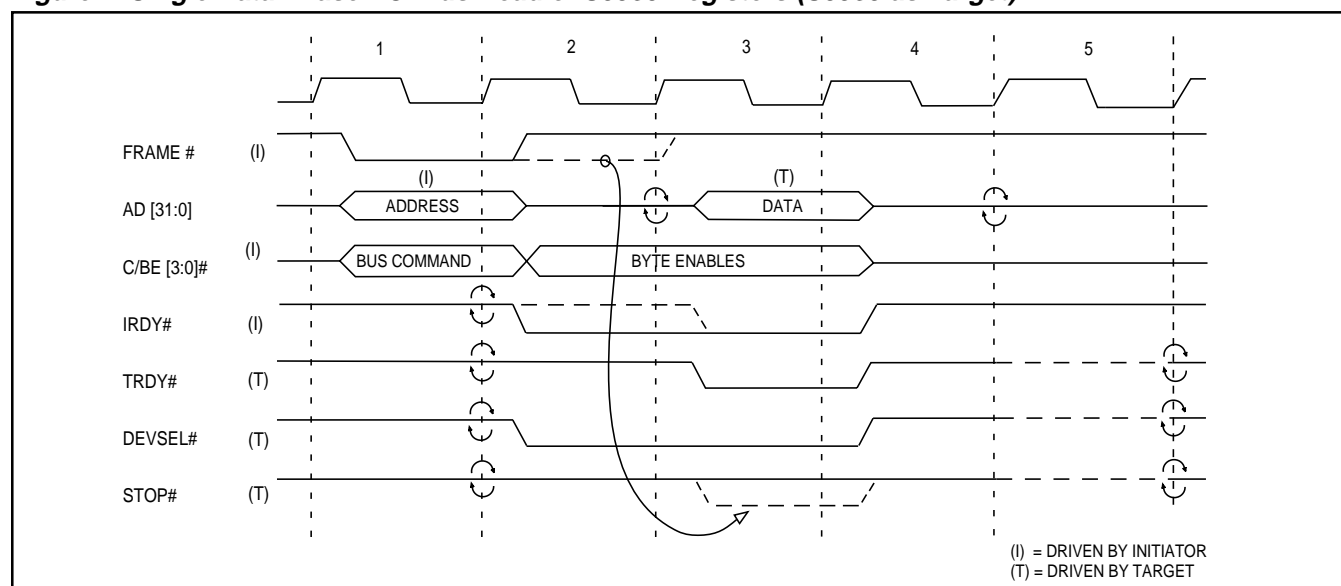 1 2 3 4 5
FRAME # (I)
(I) (T)
AD [31:0] ADDRESS DATA
C/BE [3:0]# (I) BUS COMMAND BYTE ENABLES
IRDY# (I)
TRDY# (T)
DEVSEL# (T)
STOP# (T)
(I) = DRIVEN BY INITIATOR
(T) = DRIVEN BY TARGET